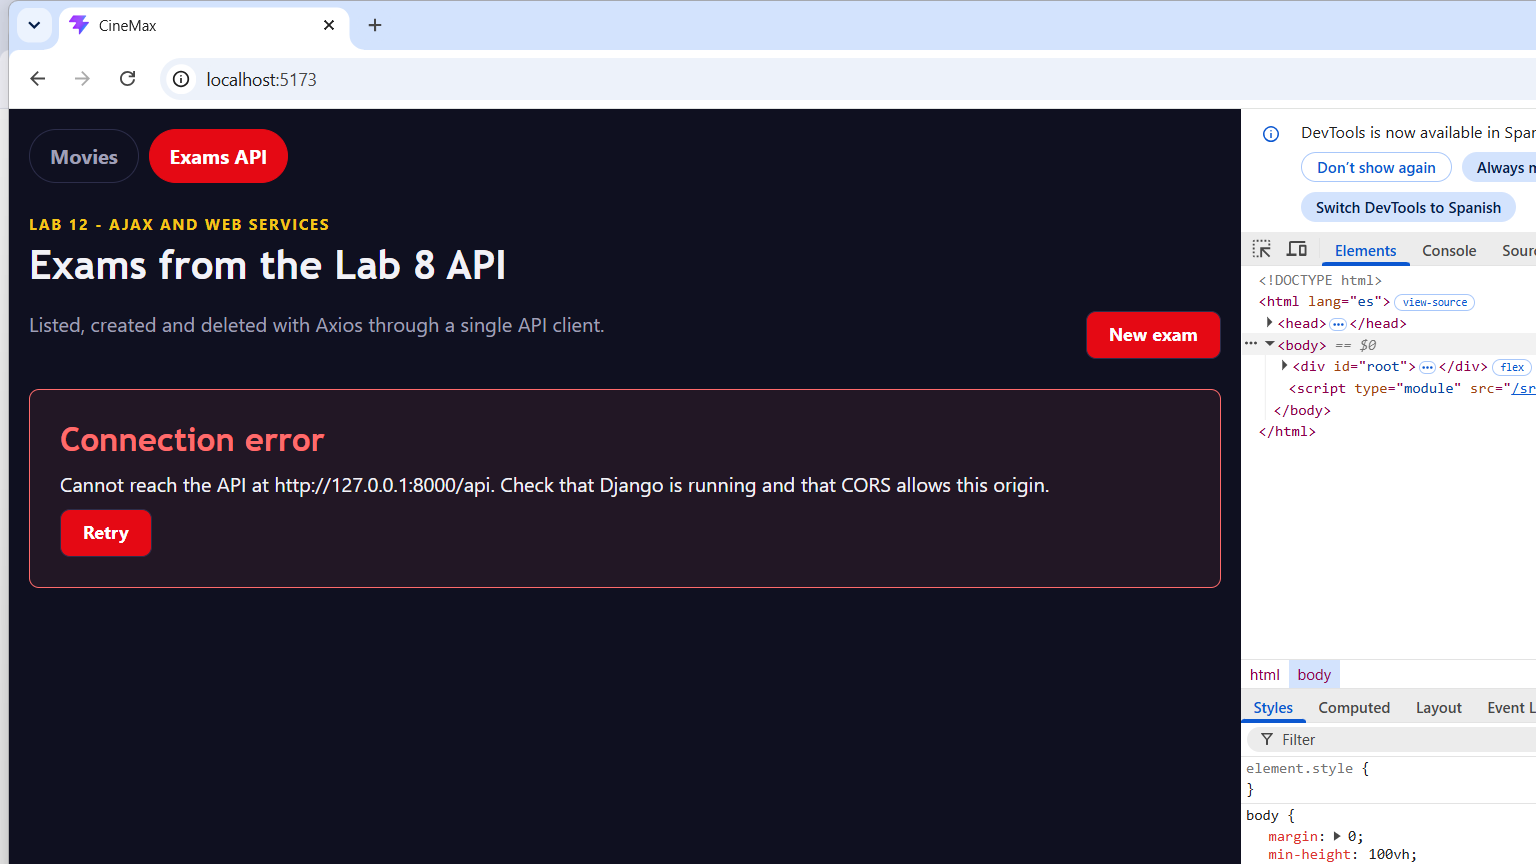 CineMax
localhost:5173
Movies
Exams API
LAB 12 - AJAX AND WEB SERVICES
Exams from the Lab 8 API
Listed, created and deleted with Axios through a single API client.
New exam
Connection error
Cannot reach the API at http://127.0.0.1:8000/api. Check that Django is running and that CORS allows this origin.
Retry
DevTools is now available in Spar
Don't show again
Always m
Switch DevTools to Spanish
Elements Console Sour
<!DOCTYPE html>
<html lang="es"> view-source
<head> ••• </head>
••• <body> == $0
<div id="root"> ••• </div> flex
<script type="module" src="/sr
</body>
</html>
html body
Styles Computed Layout Event L
Filter
element.style {
}
body {
margin: 0;
min-height: 100vh;